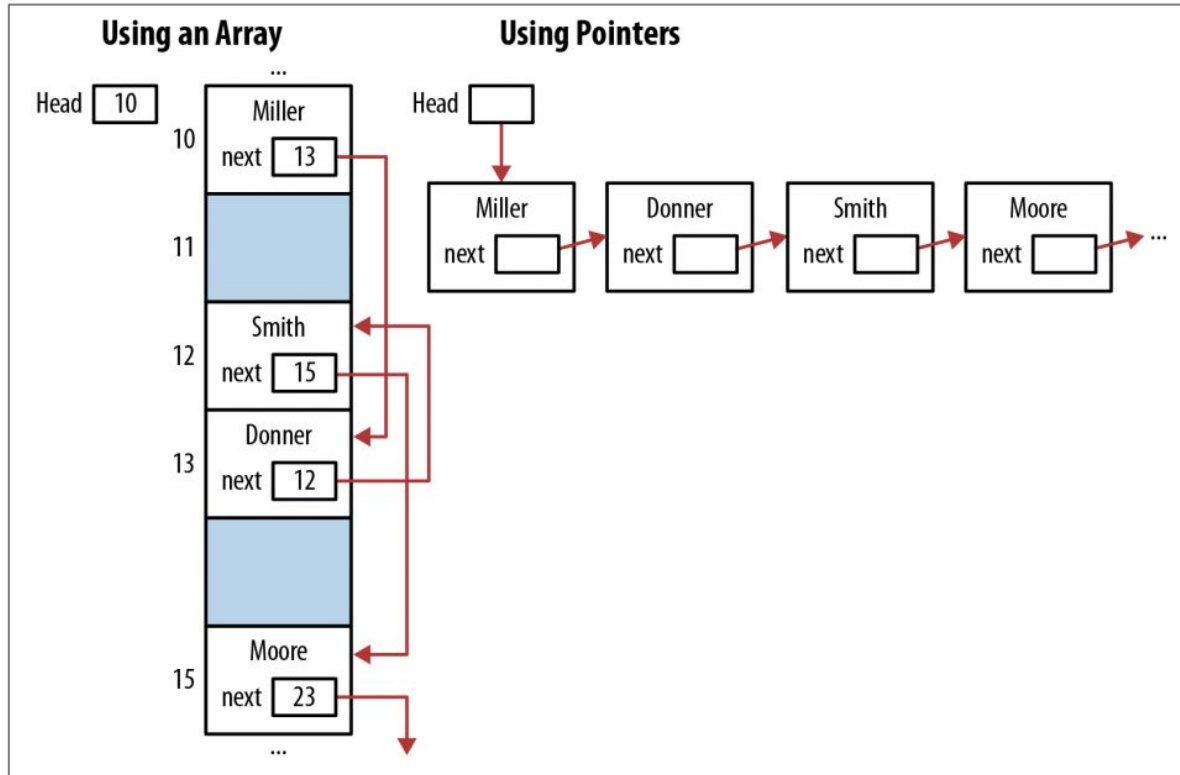 Using an Array
...
Head 10
10
Miller
next 13
11
12
Smith
next 15
13
Donner
next 12
15
Moore
next 23
...
Using Pointers
Head
Miller
next
Donner
next
Smith
next
Moore
next
...